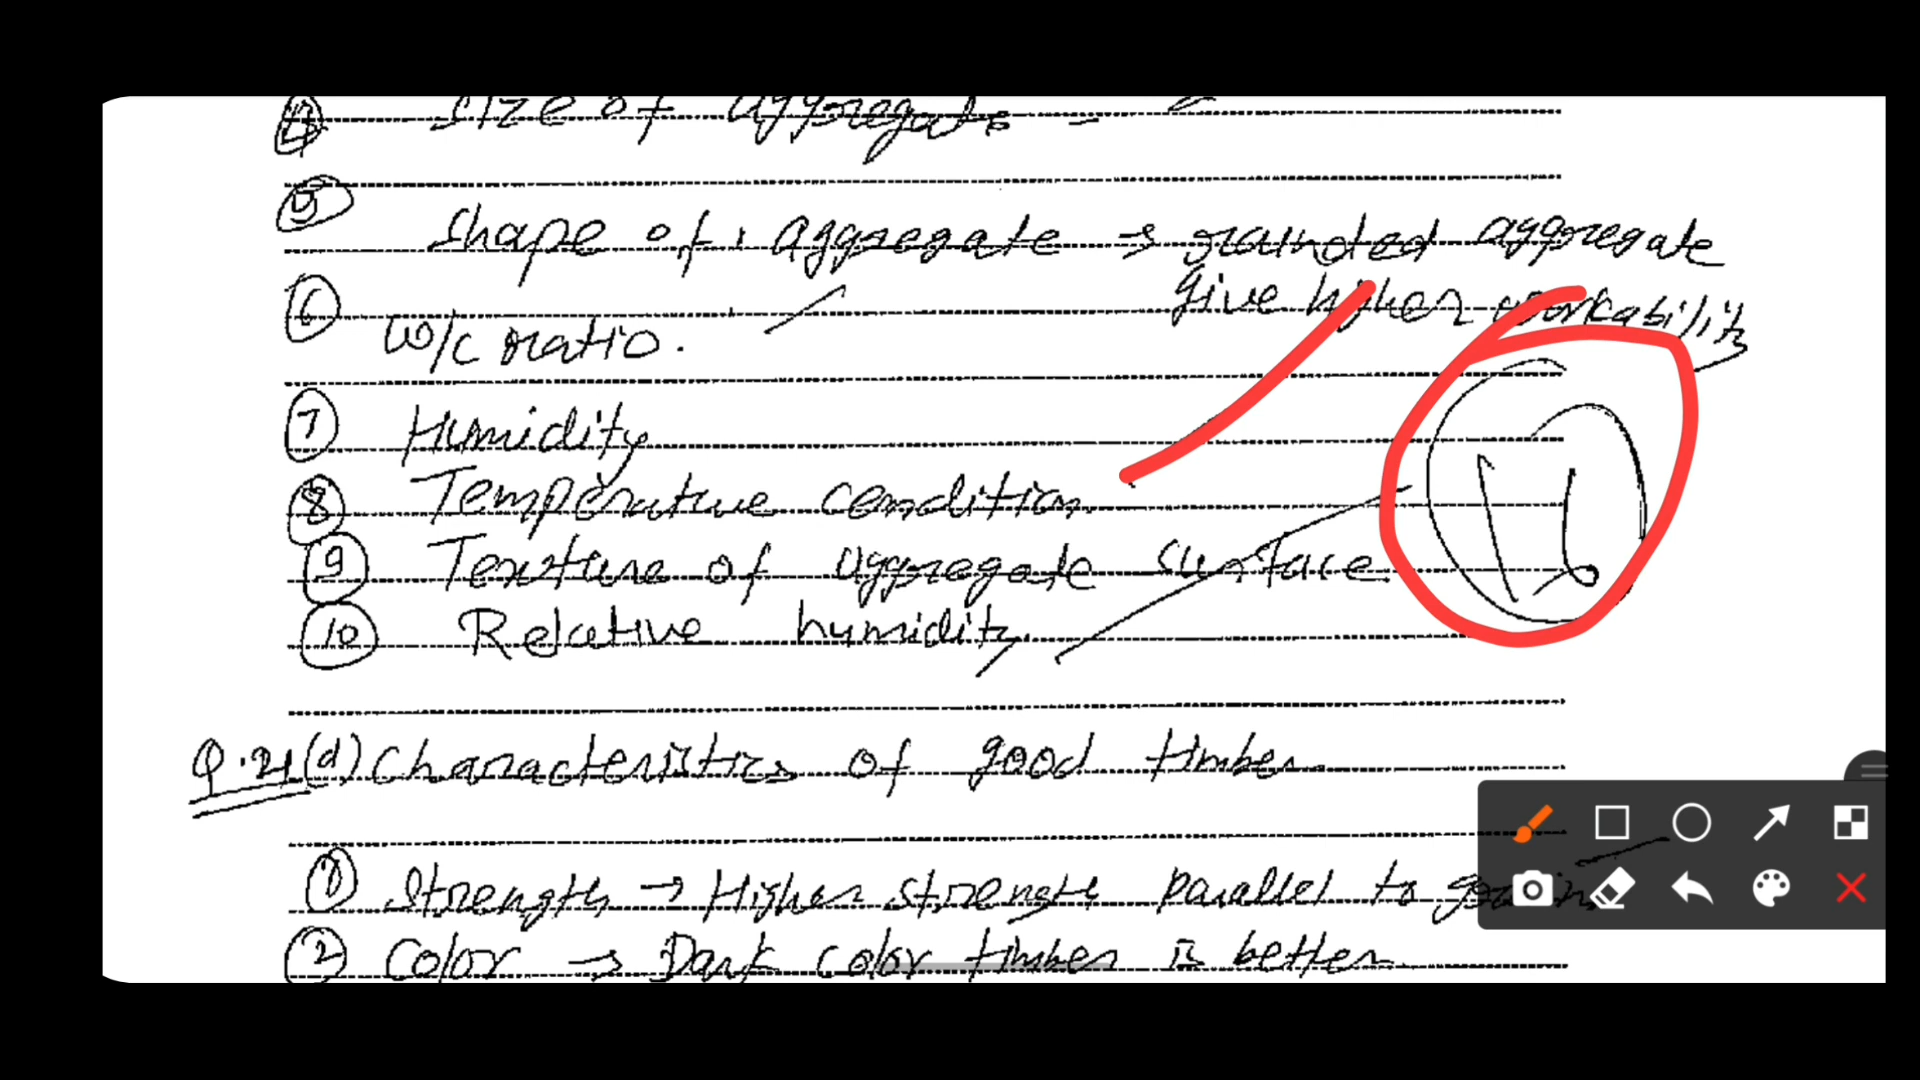 ④ Size of aggregate -
⑤ Shape of aggregate → rounded aggregate
give higher workability
⑥ W/c ratio.
⑦ Humidity
⑧ Temperature condition.
⑨ Texture of aggregate surface
⑩ Relative humidity.
Q.21(d) Characteristics of good timber
① Strength → Higher strength parallel to grains
② Color → Dark color timber is better.